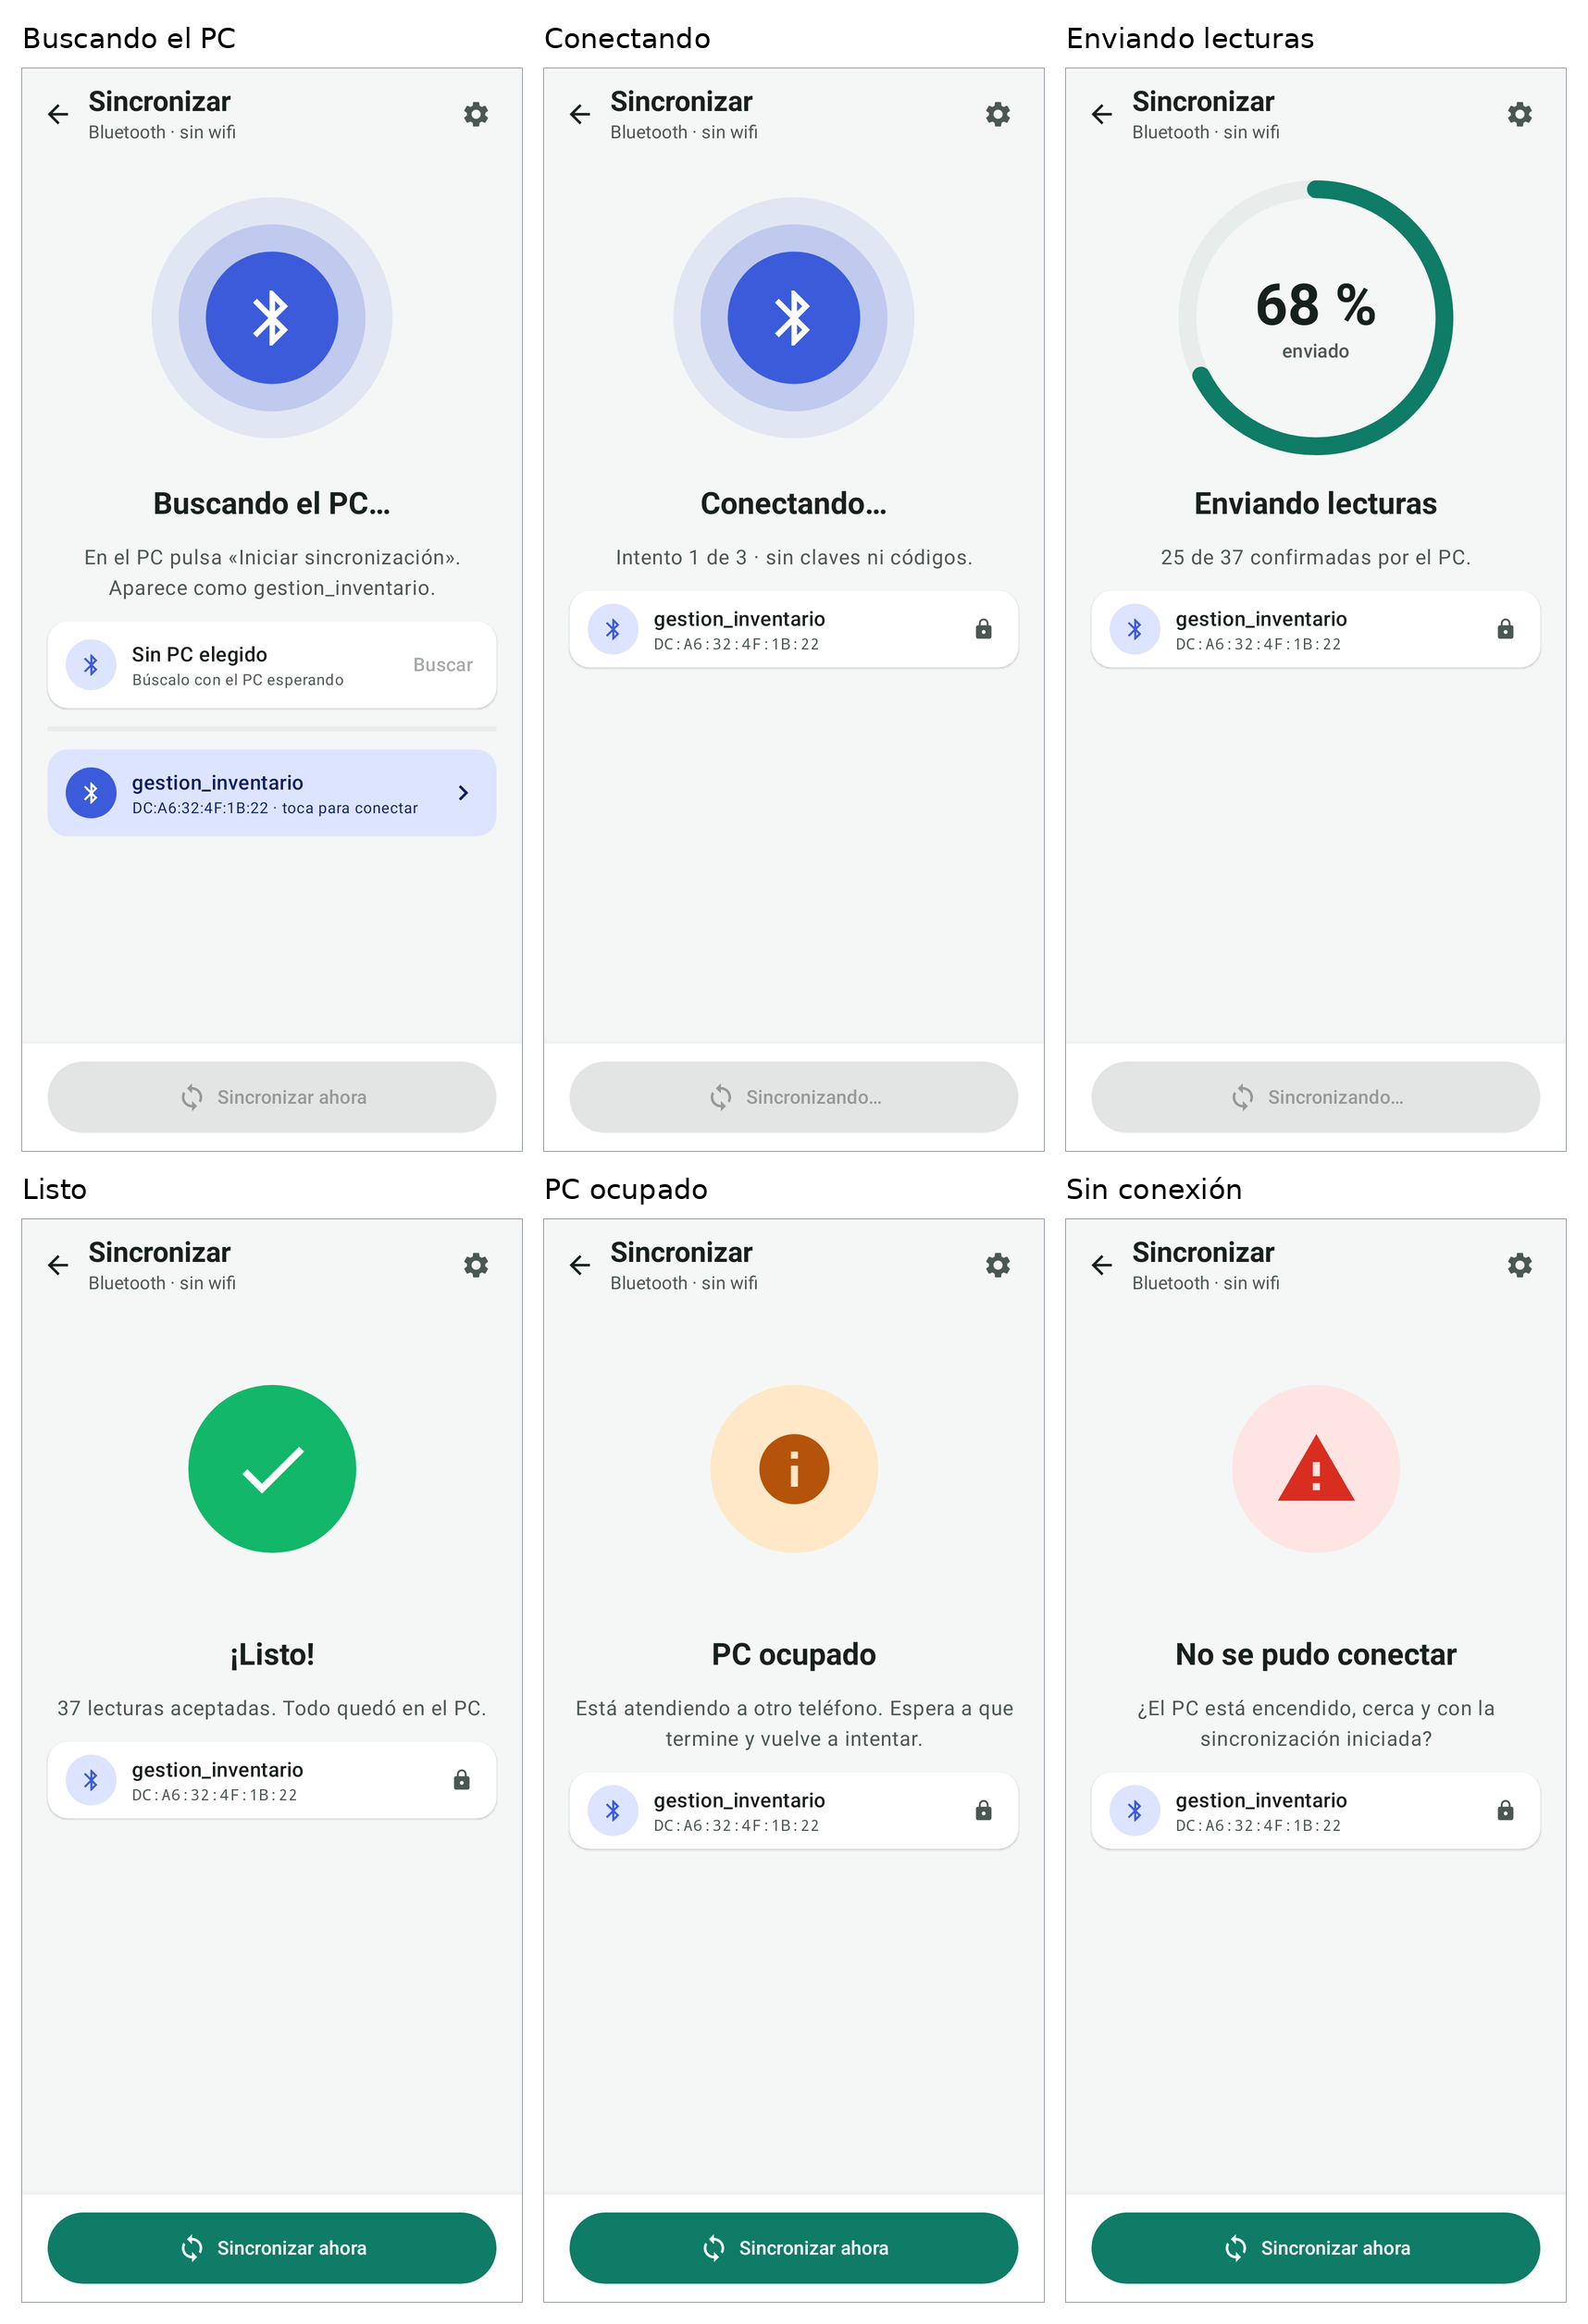 Buscando el PC
Sincronizar
Bluetooth · sin wifi
Buscando el PC...
En el PC pulsa «Iniciar sincronización».
Aparece como gestion_inventario.
Sin PC elegido
Búscalo con el PC esperando
Buscar
gestion_inventario
DC:A6:32:4F:1B:22 · toca para conectar
Sincronizar ahora
Conectando
Sincronizar
Bluetooth · sin wifi
Conectando...
Intento 1 de 3 · sin claves ni códigos.
gestion_inventario
DC:A6:32:4F:1B:22
Sincronizando...
Enviando lecturas
Sincronizar
Bluetooth · sin wifi
68 %
enviado
Enviando lecturas
25 de 37 confirmadas por el PC.
gestion_inventario
DC:A6:32:4F:1B:22
Sincronizando...
Listo
Sincronizar
Bluetooth · sin wifi
¡Listo!
37 lecturas aceptadas. Todo quedó en el PC.
gestion_inventario
DC:A6:32:4F:1B:22
Sincronizar ahora
PC ocupado
Sincronizar
Bluetooth · sin wifi
PC ocupado
Está atendiendo a otro teléfono. Espera a que
termine y vuelve a intentar.
gestion_inventario
DC:A6:32:4F:1B:22
Sincronizar ahora
Sin conexión
Sincronizar
Bluetooth · sin wifi
No se pudo conectar
¿El PC está encendido, cerca y con la
sincronización iniciada?
gestion_inventario
DC:A6:32:4F:1B:22
Sincronizar ahora